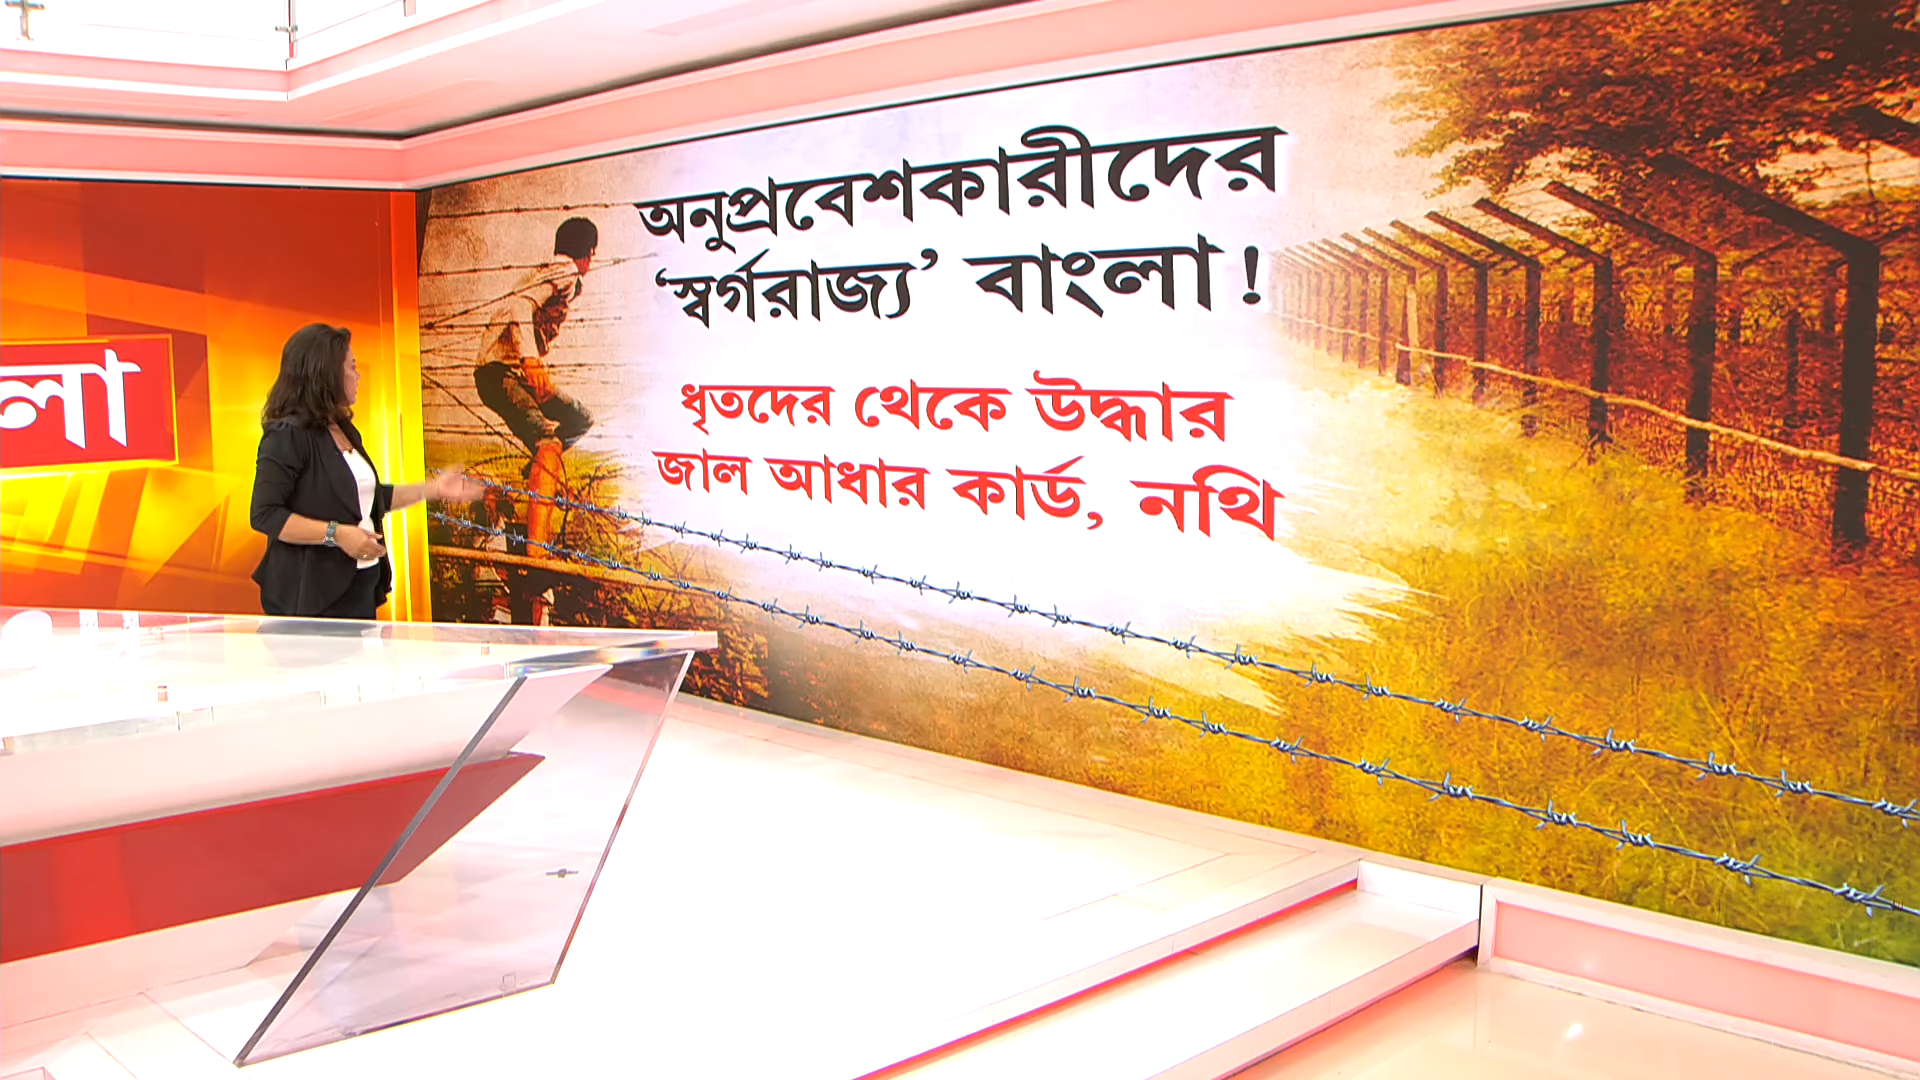 অনুপ্রবেশকারীদের
‘স্বর্গরাজ্য’ বাংলা!
ধৃতদের থেকে উদ্ধার
জাল আধার কার্ড, নথি
লা